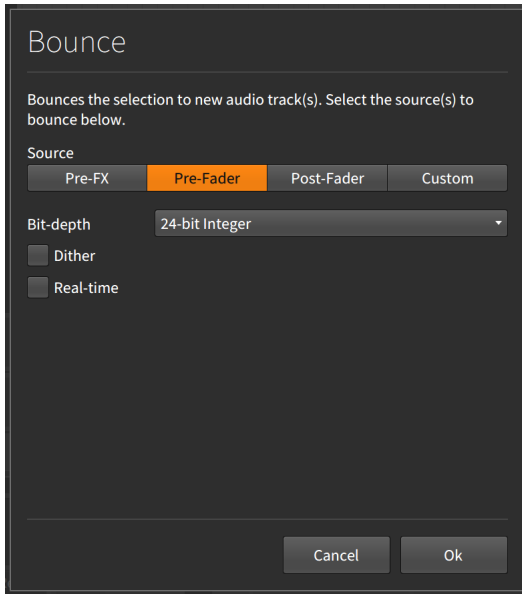 Bounce
Bounces the selection to new audio track(s). Select the source(s) to
bounce below.
Source
Pre-FX Pre-Fader Post-Fader Custom
Bit-depth 24-bit Integer
Dither
Real-time
Cancel Ok